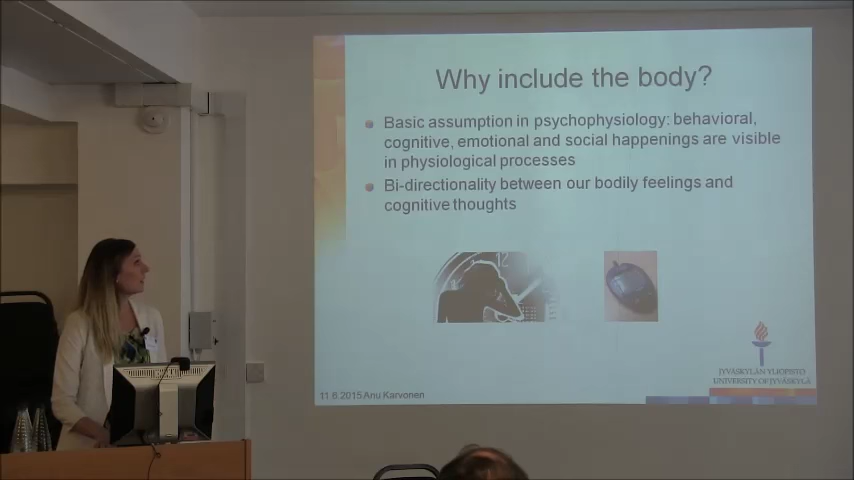 Why include the body?
Basic assumption in psychophysiology: behavioral,
cognitive, emotional and social happenings are visible
in physiological processes
Bi-directionality between our bodily feelings and
cognitive thoughts
12
JYVÄSKYLÄN YLIOPISTO
UNIVERSITY OF JYVÄSKYLÄ
11.6.2015 Anu Karvonen